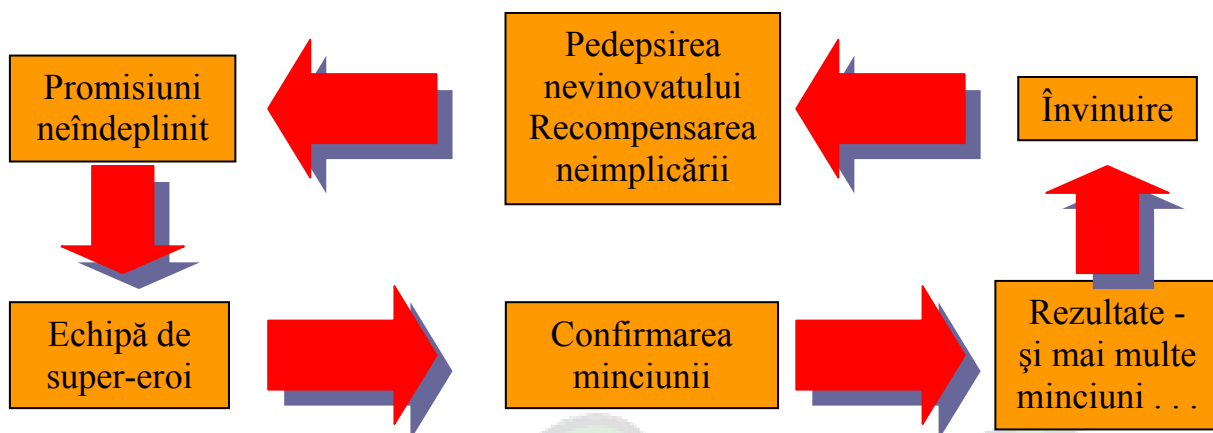 Promisiuni
neîndeplinit
Pedepsirea
nevinovatului
Recompensarea
neimplicării
Învinuire
Echipă de
super-eroi
Confirmarea
minciunii
Rezultate -
şi mai multe
minciuni . . .